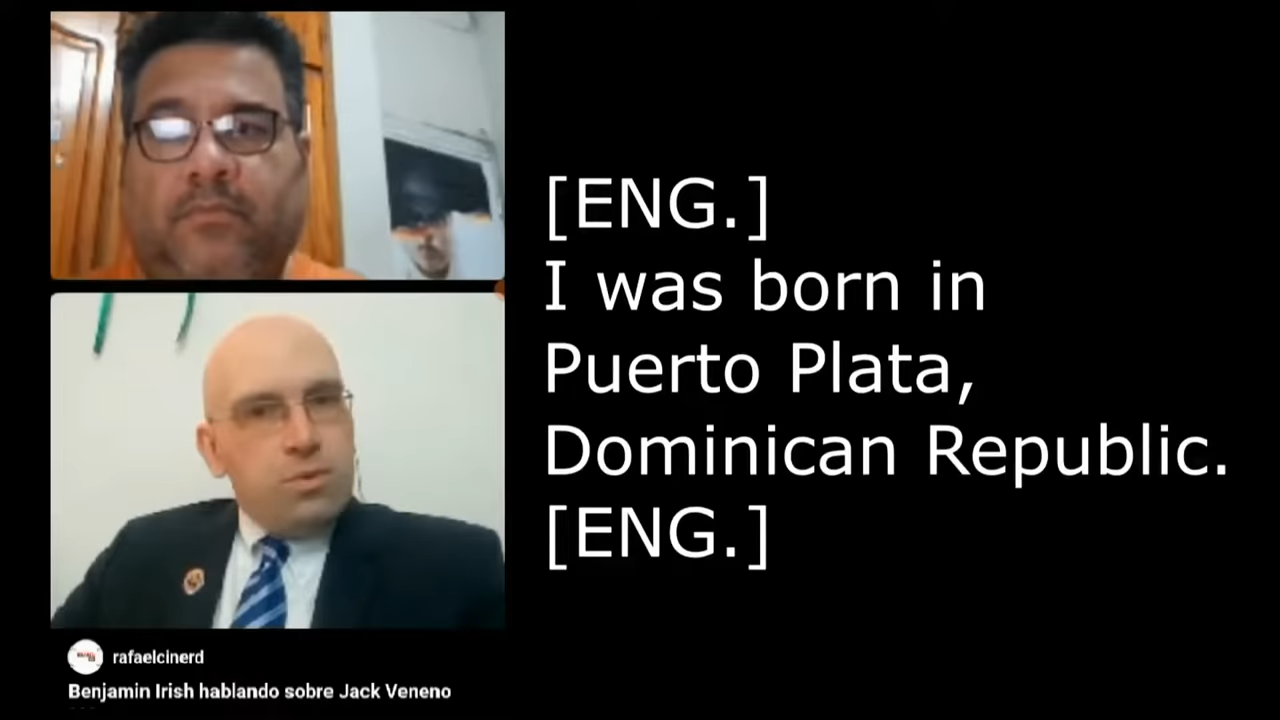 [ENG.]
I was born in
Puerto Plata,
Dominican Republic.
[ENG.]
rafaelcinerd
Benjamin Irish hablando sobre Jack Veneno